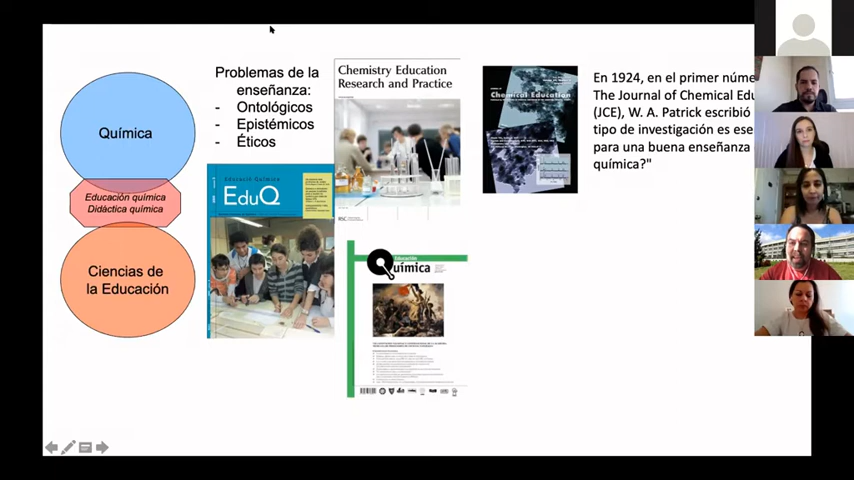 Química
Educación química
Didáctica química
Ciencias de
la Educación
Problemas de la
enseñanza:
- Ontológicos
- Epistémicos
- Éticos
Educació Química
EduQ
Chemistry Education
Research and Practice
Educación
Química
Chemical Education
En 1924, en el primer núme
The Journal of Chemical Edu
(JCE), W. A. Patrick escribió
tipo de investigación es ese
para una buena enseñanza
química?"